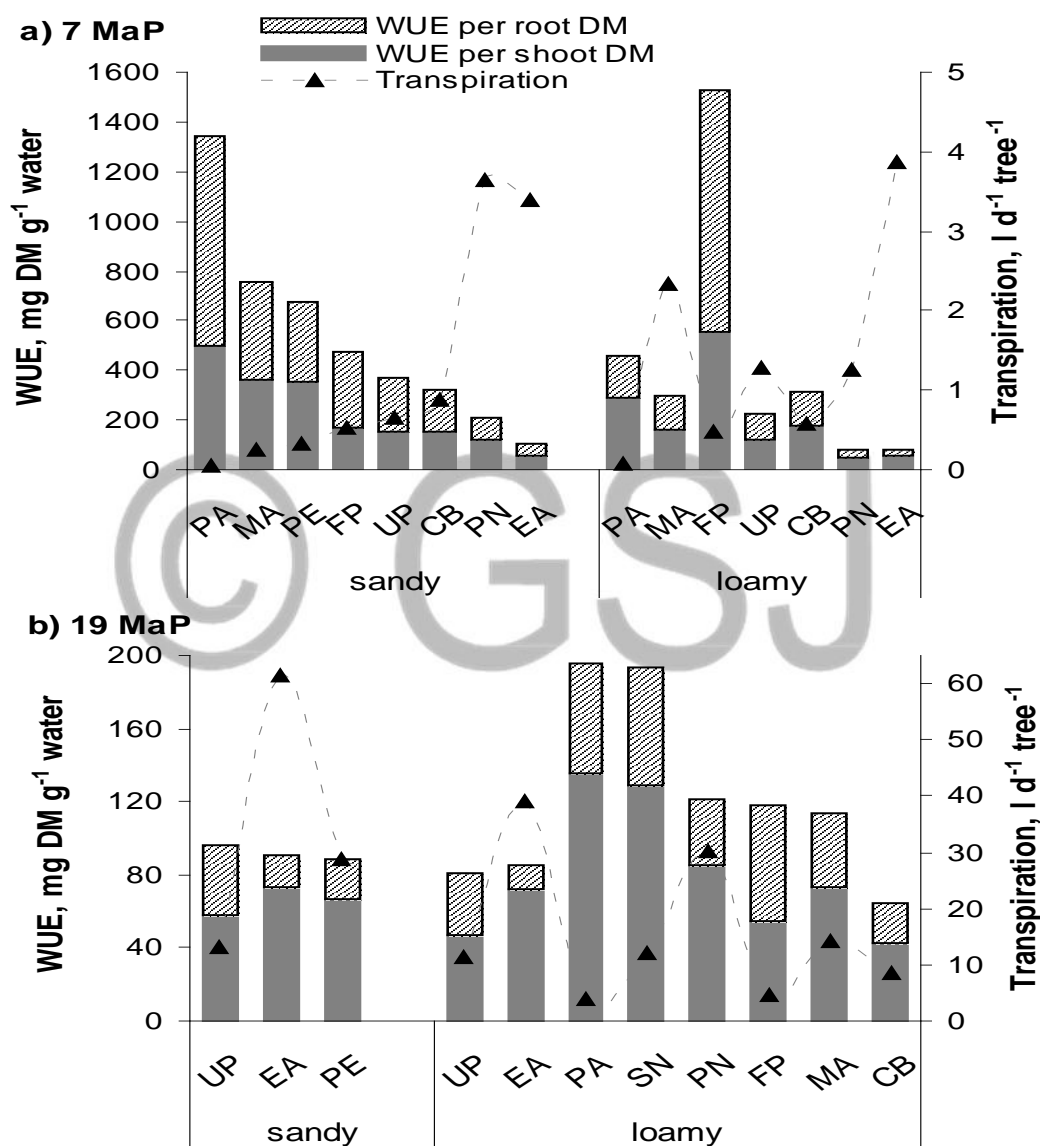 a) 7 MaP
WUE per root DM
WUE per shoot DM
Transpiration
WUE, mg DM g-1 water
1600
1400
1200
1000
800
600
400
200
0
5
4
3
2
1
0
Transpiration, l d-1 tree-1
PA MA PE FP UP CB PN EA PA MA FP UP CB PN EA
sandy loamy
© GSJ
b) 19 MaP
WUE, mg DM g-1 water
200
160
120
80
40
0
60
50
40
30
20
10
0
Transpiration, l d-1 tree-1
UP EA PE UP EA PA SN PN FP MA CB
sandy loamy